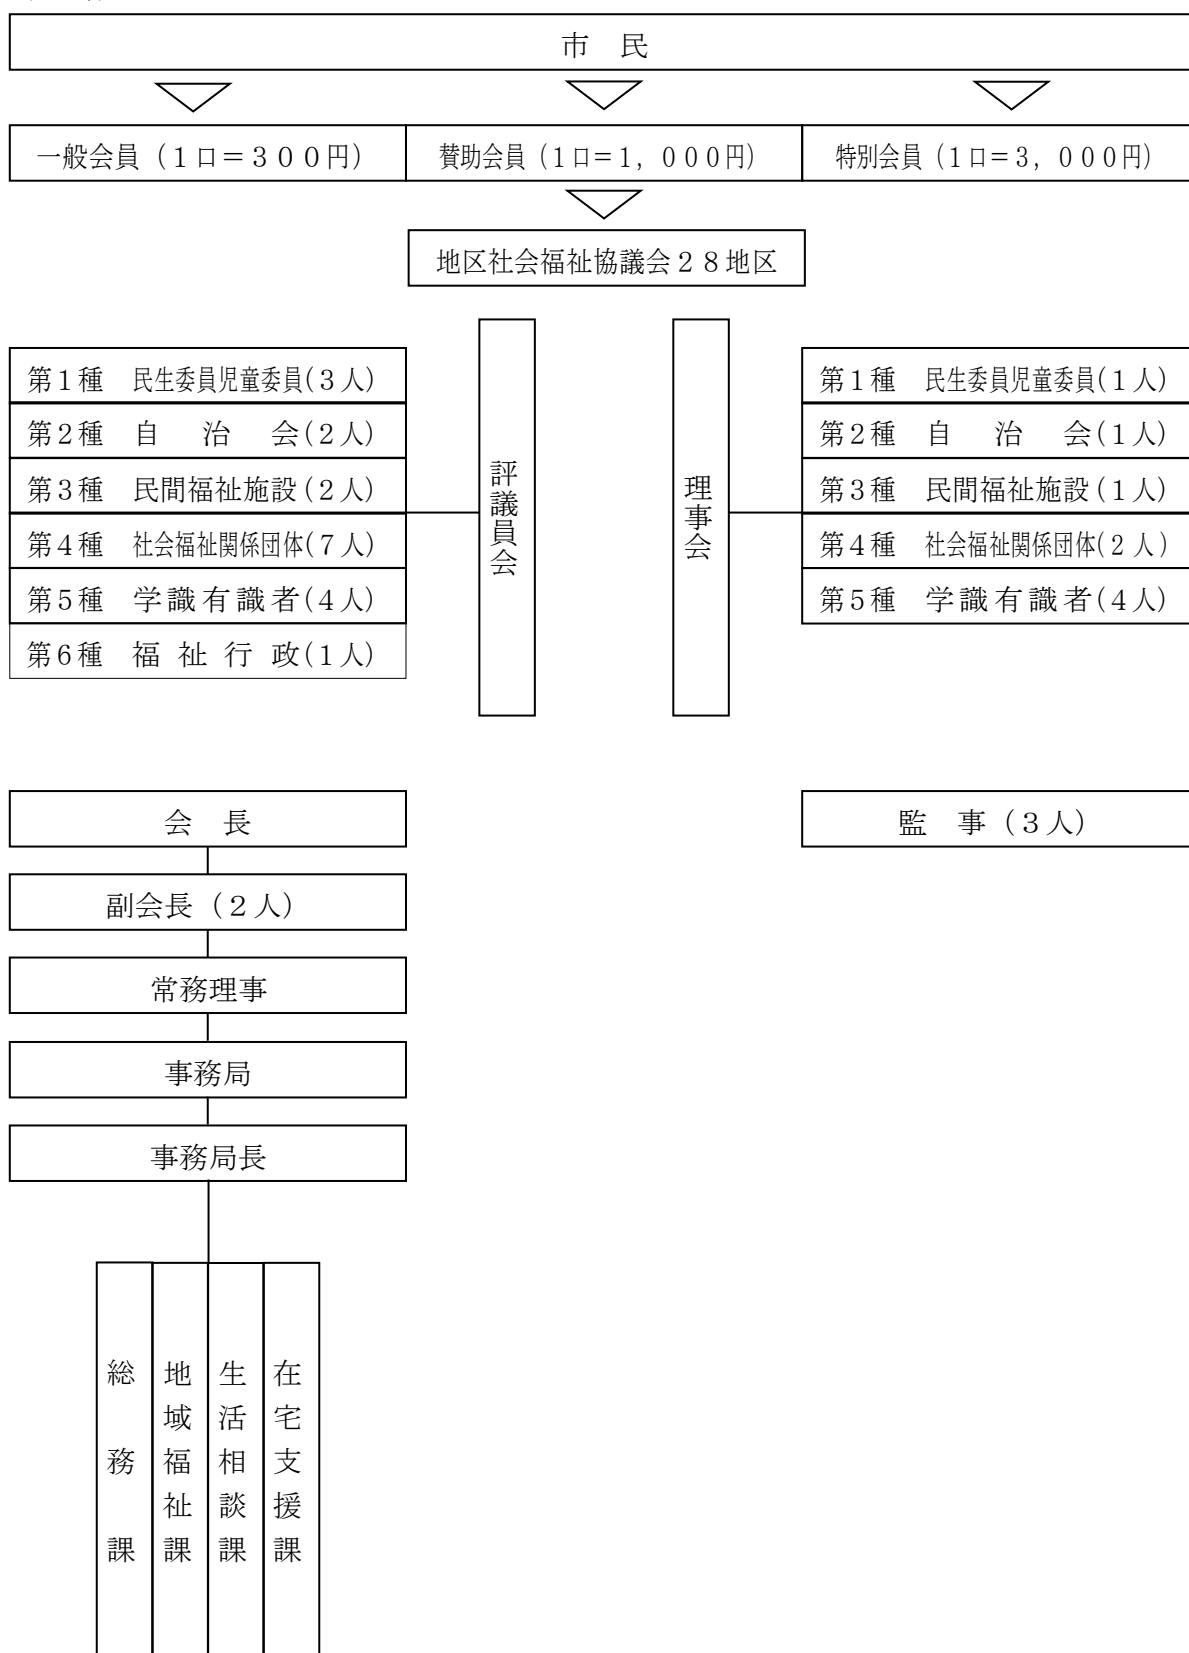 市　民
一般会員（１口＝３００円）
賛助会員（１口＝１，０００円）
特別会員（１口＝３，０００円）
地区社会福祉協議会２８地区
第１種　民生委員児童委員(３人)
第２種　自　治　会(２人)
第３種　民間福祉施設(２人)
第４種　社会福祉関係団体(７人)
第５種　学識有識者(４人)
第６種　福祉行政(１人)
評議員会
理事会
第１種　民生委員児童委員(１人)
第２種　自　治　会(１人)
第３種　民間福祉施設(１人)
第４種　社会福祉関係団体(２人)
第５種　学識有識者(４人)
会　長
監　事（３人）
副会長（２人）
常務理事
事務局
事務局長
総務課
地域福祉課
生活相談課
在宅支援課